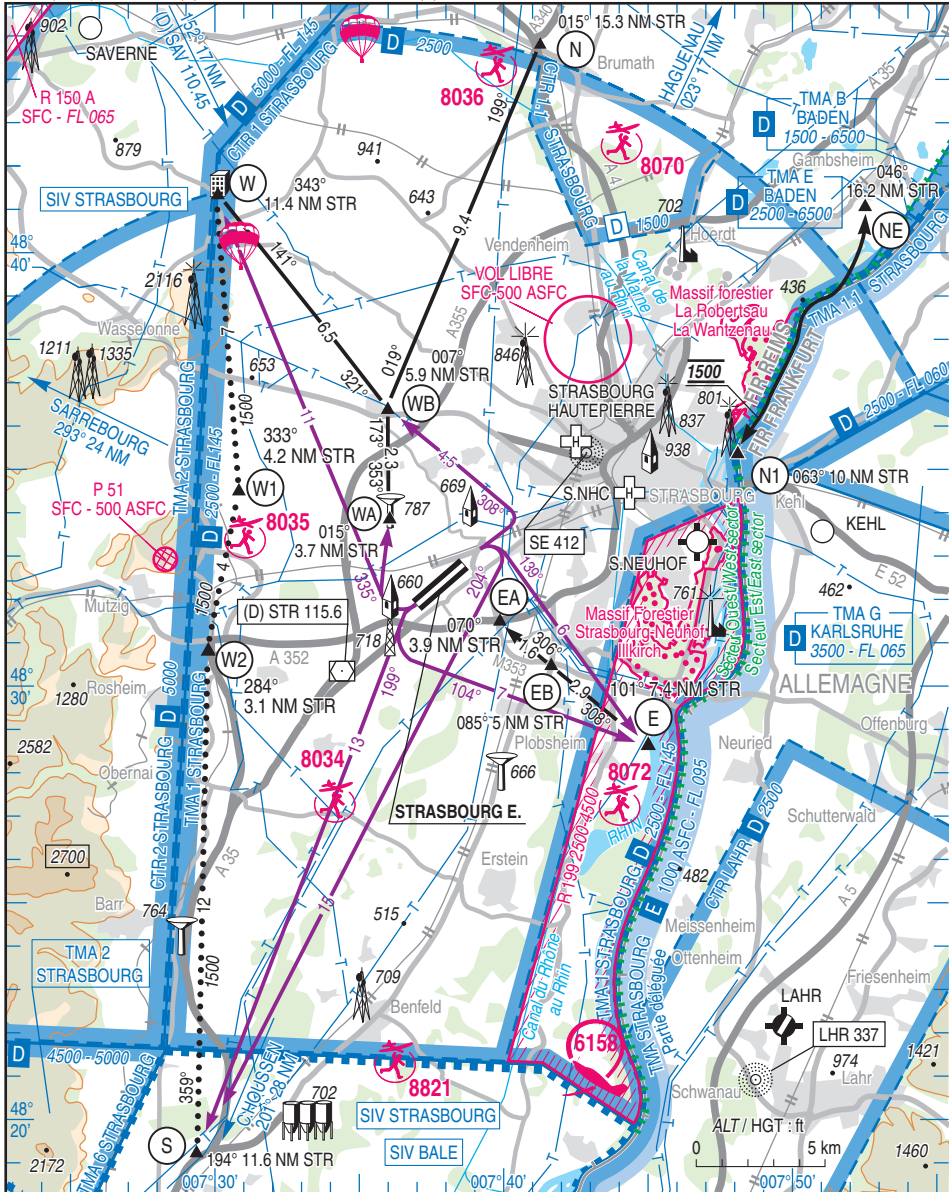 902
SAVERNE
R 150 A
SFC - FL 065
152° 17 NM
(D) SAV 110.45
D
5000 - FL 145
CTR 1 STRASBOURG
D
2500
A340
015° 15.3 NM STR
N
Brumath
HAGUENAU
023° 17 NM
A 35
8036
199°
CTR 1.1 STRASBOURG
A 4
8070
D
TMA B
BADEN
1500 - 6500
Gambsheim
D
TMA E
BADEN
2500 - 6500
046°
16.2 NM STR
NE
879
941
643
SIV STRASBOURG
W
343°
11.4 NM STR
141°
9.4
702
D
1500
Hoerdt
48°
40'
2116
Vendenheim
VOL LIBRE
SFC-500 ASFC
Canal de
la Marne
au Rhin
Massif forestier
La Robertsau
La Wantzenau
436
TMA 1.1 STRASBOURG
Wasselonne
7
6.5
A355
1211
1335
653
1500
321°
019°
007°
5.9 NM STR
WB
846
STRASBOURG
HAUTEPIERRE
1500
801
837
938
FIR REINS
FIR FRANKFURT
D
2500 - FL 060
SARREBOURG
293° 24 NM
TMA 2 STRASBOURG
D
2500 - FL145
11
173°
2.3
353°
4.5
308°
333°
4.2 NM STR
W1
P 51
SFC - 500 ASFC
8035
WA
787
669
S.NHC
STRASBOURG
N1
063° 10 NM STR
Kehl
KEHL
015°
3.7 NM STR
SE 412
S.NEUHOF
E 52
4
1500
335°
660
204°
139°
EA
761
462
Mutzig
(D) STR 115.6
718
070°
3.9 NM STR
6
Massif Forestier
Strasbourg-Neuhof
Illkirch
Secteur Ouest/West sector
Secteur Est/East sector
D
TMA G
KARLSRUHE
3500 - FL 065
A 352
W2
284°
3.1 NM STR
199°
104°
7
M353
1.6
306°
EB
2.9
308°
101° 7.4 NM STR
E
48°
30'
Rosheim
1280
ALLEMAGNE
Offenburg
085° 5 NM STR
Plobsheim
Neuried
2582
Obernai
D
5000
8034
13
666
8072
STRASBOURG E.
RHIN
Schutterwald
CTR 2 STRASBOURG
TMA 1 STRASBOURG
A 35
R 199 2500-4500
D
2500 - FL 145
1000 ASFC - FL 095
E
CTR LAHR
D
2500
2700
Barr
764
12
15
Erstein
515
482
Meissenheim
Ottenheim
A 5
TMA 2
STRASBOURG
1500
709
Benfeld
Canal du Rhône
au Rhin
TMA 1 STRASBOURG
TMA STRASBOURG
Partie déléguée
Friesenheim
LAHR
D
4500 - 5000
6158
LHR 337
974
Lahr
1421
359°
C.HOUSSEN
201° 28 NM
8821
702
Schwanau
48°
20'
SIV STRASBOURG
SIV BALE
ALT / HGT : ft
0
5 km
S
194° 11.6 NM STR
2172
TMA 6 STRASBOURG
1460
007° 30'
007° 40'
007° 50'